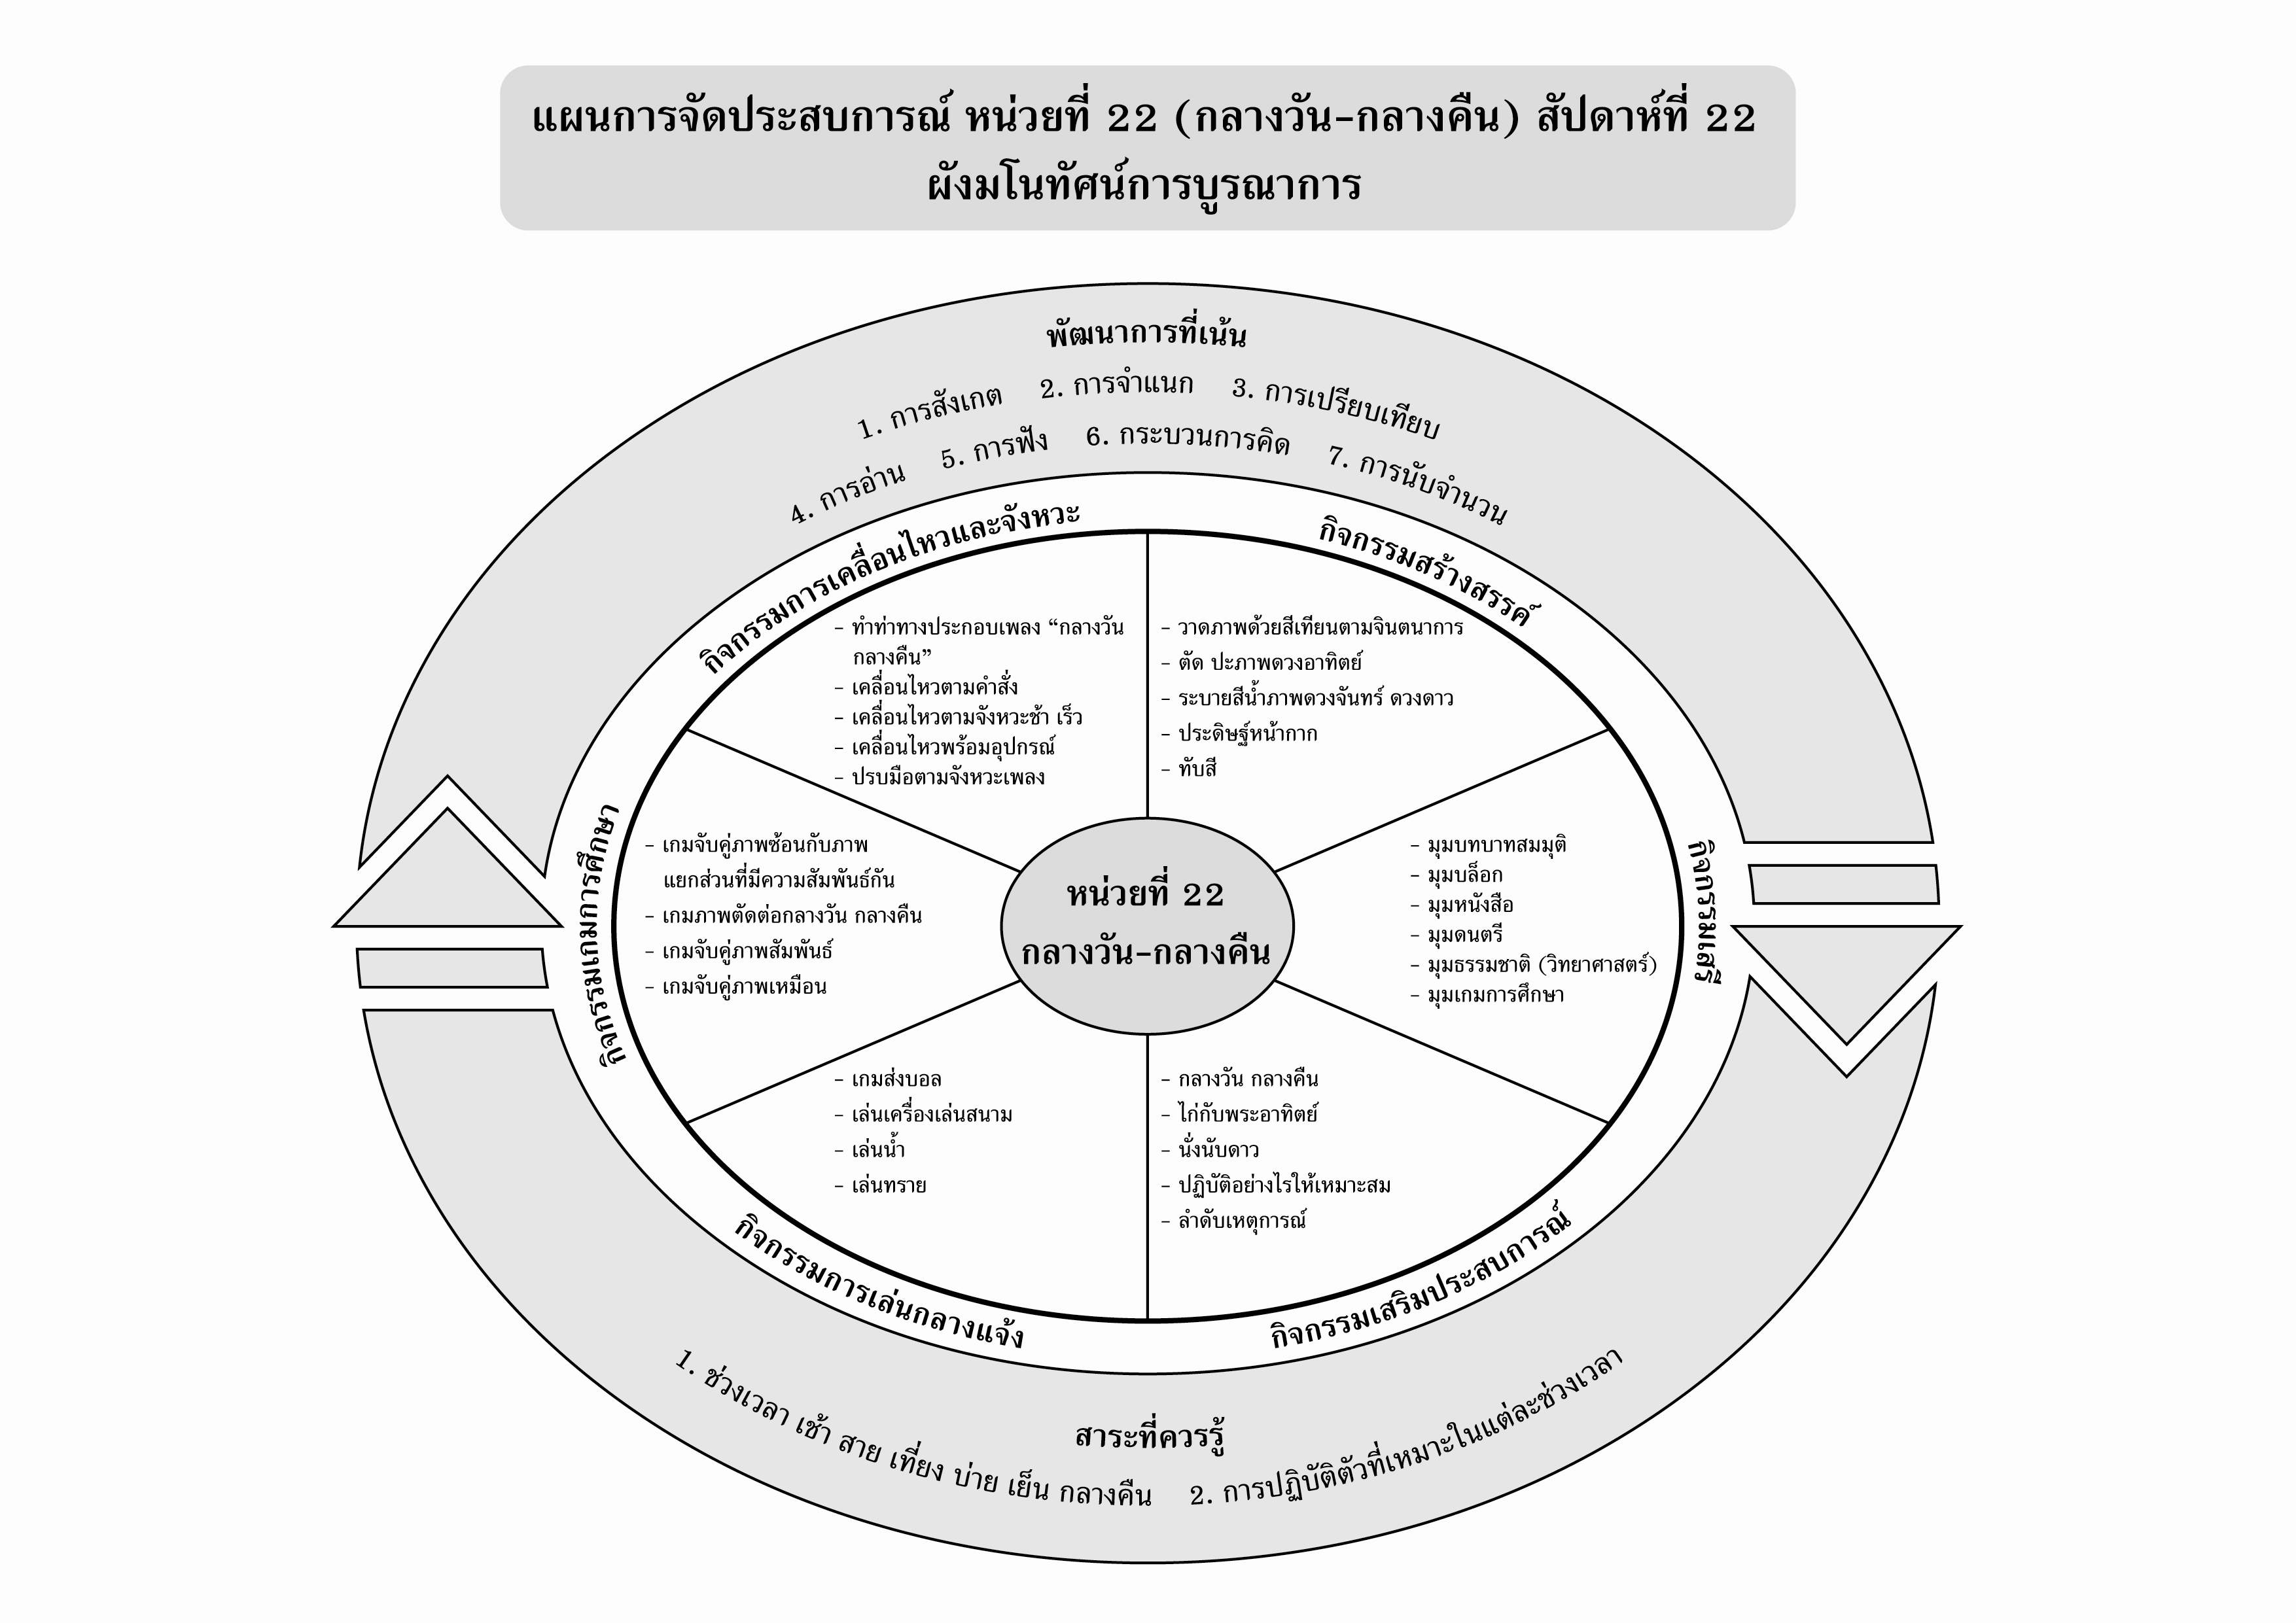 แผนการจัดประสบการณ์ หน่วยที่ 22 (กลางวัน-กลางคืน) สัปดาห์ที่ 22
ผังมโนทัศน์การบูรณาการ
พัฒนาการที่เน้น
1. การสังเกต 2. การจำแนก 3. การเปรียบเทียบ
4. การอ่าน 5. การฟัง 6. กระบวนการคิด 7. การนับจำนวน
กิจกรรมการเคลื่อนไหวและจังหวะ
- ทำท่าทางประกอบเพลง “กลางวัน
กลางคืน”
- เคลื่อนไหวตามคำสั่ง
- เคลื่อนไหวตามจังหวะช้า เร็ว
- เคลื่อนไหวพร้อมอุปกรณ์
- ปรบมือตามจังหวะเพลง
กิจกรรมสร้างสรรค์
- วาดภาพด้วยสีเทียนตามจินตนาการ
- ตัด ปะภาพดวงอาทิตย์
- ระบายสีน้ำภาพดวงจันทร์ ดวงดาว
- ประดิษฐ์หน้ากาก
- ทับสี
กิจกรรมเกมการศึกษา
- เกมจับคู่ภาพซ้อนกับภาพ
แยกส่วนที่มีความสัมพันธ์กัน
- เกมภาพตัดต่อกลางวัน กลางคืน
- เกมจับคู่ภาพสัมพันธ์
- เกมจับคู่ภาพเหมือน
หน่วยที่ 22
กลางวัน-กลางคืน
กิจกรรมเสรี
- มุมบทบาทสมมุติ
- มุมบล็อก
- มุมหนังสือ
- มุมดนตรี
- มุมธรรมชาติ (วิทยาศาสตร์)
- มุมเกมการศึกษา
- เกมส่งบอล
- เล่นเครื่องเล่นสนาม
- เล่นน้ำ
- เล่นทราย
กิจกรรมการเล่นกลางแจ้ง
- กลางวัน กลางคืน
- ไก่กับพระอาทิตย์
- นั่งนับดาว
- ปฏิบัติอย่างไรให้เหมาะสม
- ลำดับเหตุการณ์
กิจกรรมเสริมประสบการณ์
สาระที่ควรรู้
1. ช่วงเวลา เช้า สาย เที่ยง บ่าย เย็น กลางคืน 2. การปฏิบัติตัวที่เหมาะในแต่ละช่วงเวลา